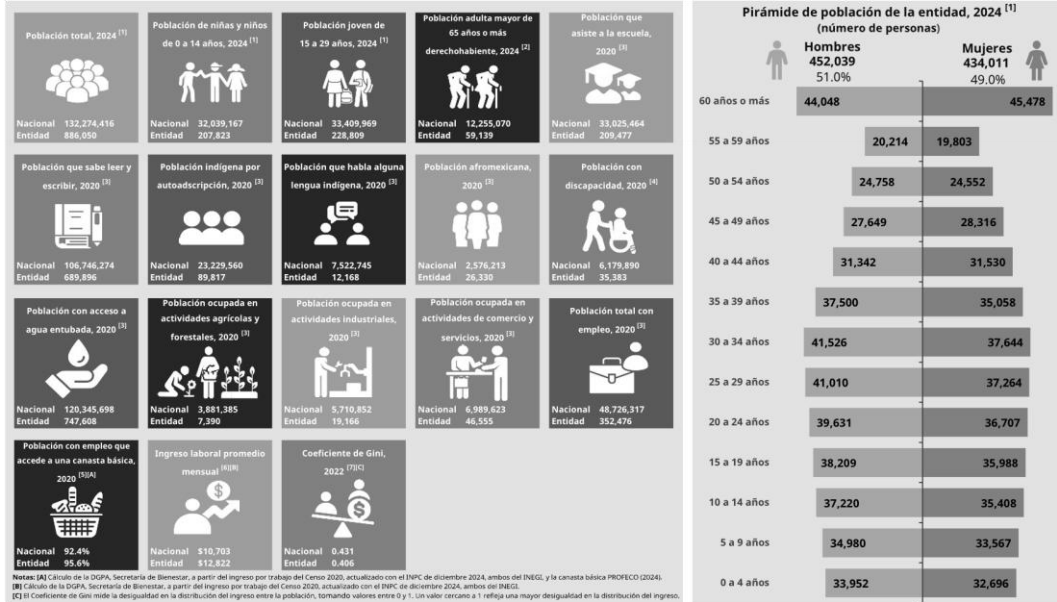 Población total, 2024 [1]
Nacional 132,274,416
Entidad 886,050
Población de niñas y niños
de 0 a 14 años, 2024 [1]
Nacional 32,039,167
Entidad 207,823
Población joven de
15 a 29 años, 2024 [1]
Nacional 33,409,969
Entidad 228,809
Población adulta mayor de
65 años o más
derechohabiente, 2024 [2]
Nacional 12,255,070
Entidad 59,139
Población que
asiste a la escuela,
2020 [3]
Nacional 33,025,464
Entidad 209,477
Población que sabe leer y
escribir, 2020 [3]
Nacional 106,746,274
Entidad 689,896
Población indígena por
autoadscripción, 2020 [3]
Nacional 23,229,560
Entidad 89,817
Población que habla alguna
lengua indígena, 2020 [3]
Nacional 7,522,745
Entidad 12,168
Población afromexicana,
2020 [3]
Nacional 2,576,213
Entidad 26,330
Población con
discapacidad, 2020 [4]
Nacional 6,179,890
Entidad 35,383
Población con acceso a
agua entubada, 2020 [3]
Nacional 120,345,698
Entidad 747,608
Población ocupada en
actividades agrícolas y
forestales, 2020 [3]
Nacional 3,881,385
Entidad 7,390
Población ocupada en
actividades industriales,
2020 [3]
Nacional 5,710,852
Entidad 19,166
Población ocupada en
actividades de comercio y
servicios, 2020 [3]
Nacional 6,989,623
Entidad 46,555
Población total con
empleo, 2020 [3]
Nacional 48,726,317
Entidad 352,476
Población con empleo que
accede a una canasta básica,
2020 [5][A]
Nacional 92.4%
Entidad 95.6%
Ingreso laboral promedio
mensual [6][B]
Nacional $10,703
Entidad $12,822
Coeficiente de Gini,
2022 [7][C]
Nacional 0.431
Entidad 0.406
Notas: [A] Cálculo de la DGPA, Secretaría de Bienestar, a partir del ingreso por trabajo del Censo 2020, actualizado con el INPC de diciembre 2024, ambos del INEGI, y la canasta básica PROFECO (2024).
[B] Cálculo de la DGPA, Secretaría de Bienestar, a partir del ingreso por trabajo del Censo 2020, actualizado con el INPC de diciembre 2024, ambos del INEGI.
[C] El Coeficiente de Gini mide la desigualdad en la distribución del ingreso entre la población, tomando valores entre 0 y 1. Un valor cercano a 1 refleja una mayor desigualdad en la distribución del ingreso.
Pirámide de población de la entidad, 2024 [1]
(número de personas)
Hombres
452,039
51.0%
Mujeres
434,011
49.0%
60 años o más 44,048 45,478
55 a 59 años 20,214 19,803
50 a 54 años 24,758 24,552
45 a 49 años 27,649 28,316
40 a 44 años 31,342 31,530
35 a 39 años 37,500 35,058
30 a 34 años 41,526 37,644
25 a 29 años 41,010 37,264
20 a 24 años 39,631 36,707
15 a 19 años 38,209 35,988
10 a 14 años 37,220 35,408
5 a 9 años 34,980 33,567
0 a 4 años 33,952 32,696